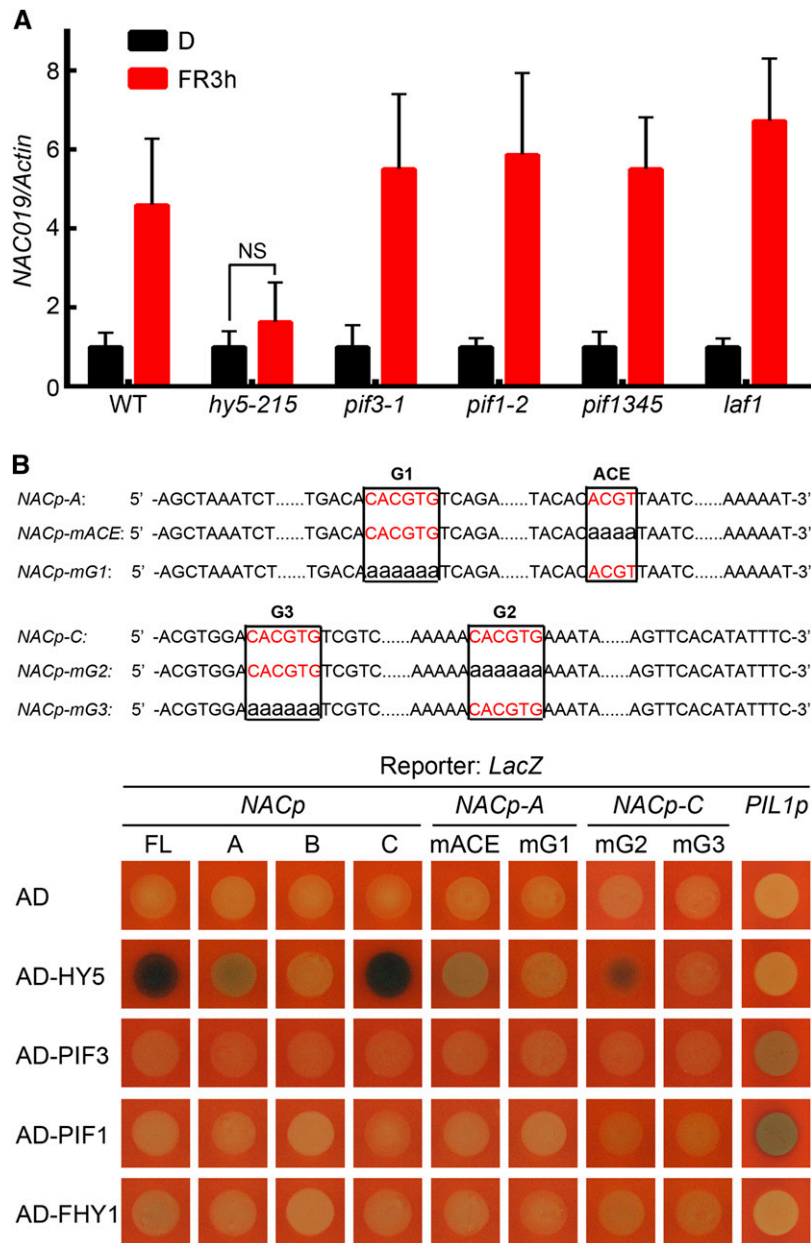 A
D
FR3h
NAC019/Actin
8
6
4
2
0
NS
WT hy5-215 pif3-1 pif1-2 pif1345 laf1
B
G1 ACE
NACp-A: 5' -AGCTAAATCT......TGACACACGTGTCAGA......TACACACGTTAATC......AAAAAT-3'
NACp-mACE: 5' -AGCTAAATCT......TGACACACGTGTCAGA......TACACaaaaTAATC......AAAAAT-3'
NACp-mG1: 5' -AGCTAAATCT......TGACAaaaaaaTCAGA......TACACACGTTAATC......AAAAAT-3'
G3 G2
NACp-C: 5' -ACGTGGACACGTGTCGTC......AAAAACACGTGAAATA......AGTTCACATATTTC-3'
NACp-mG2: 5' -ACGTGGACACGTGTCGTC......AAAAAaaaaaaAAATA......AGTTCACATATTTC-3'
NACp-mG3: 5' -ACGTGGAaaaaaaTCGTC......AAAAACACGTGAAATA......AGTTCACATATTTC-3'
Reporter: LacZ
NACp NACp-A NACp-C PIL1p
FL A B C mACE mG1 mG2 mG3
AD
AD-HY5
AD-PIF3
AD-PIF1
AD-FHY1